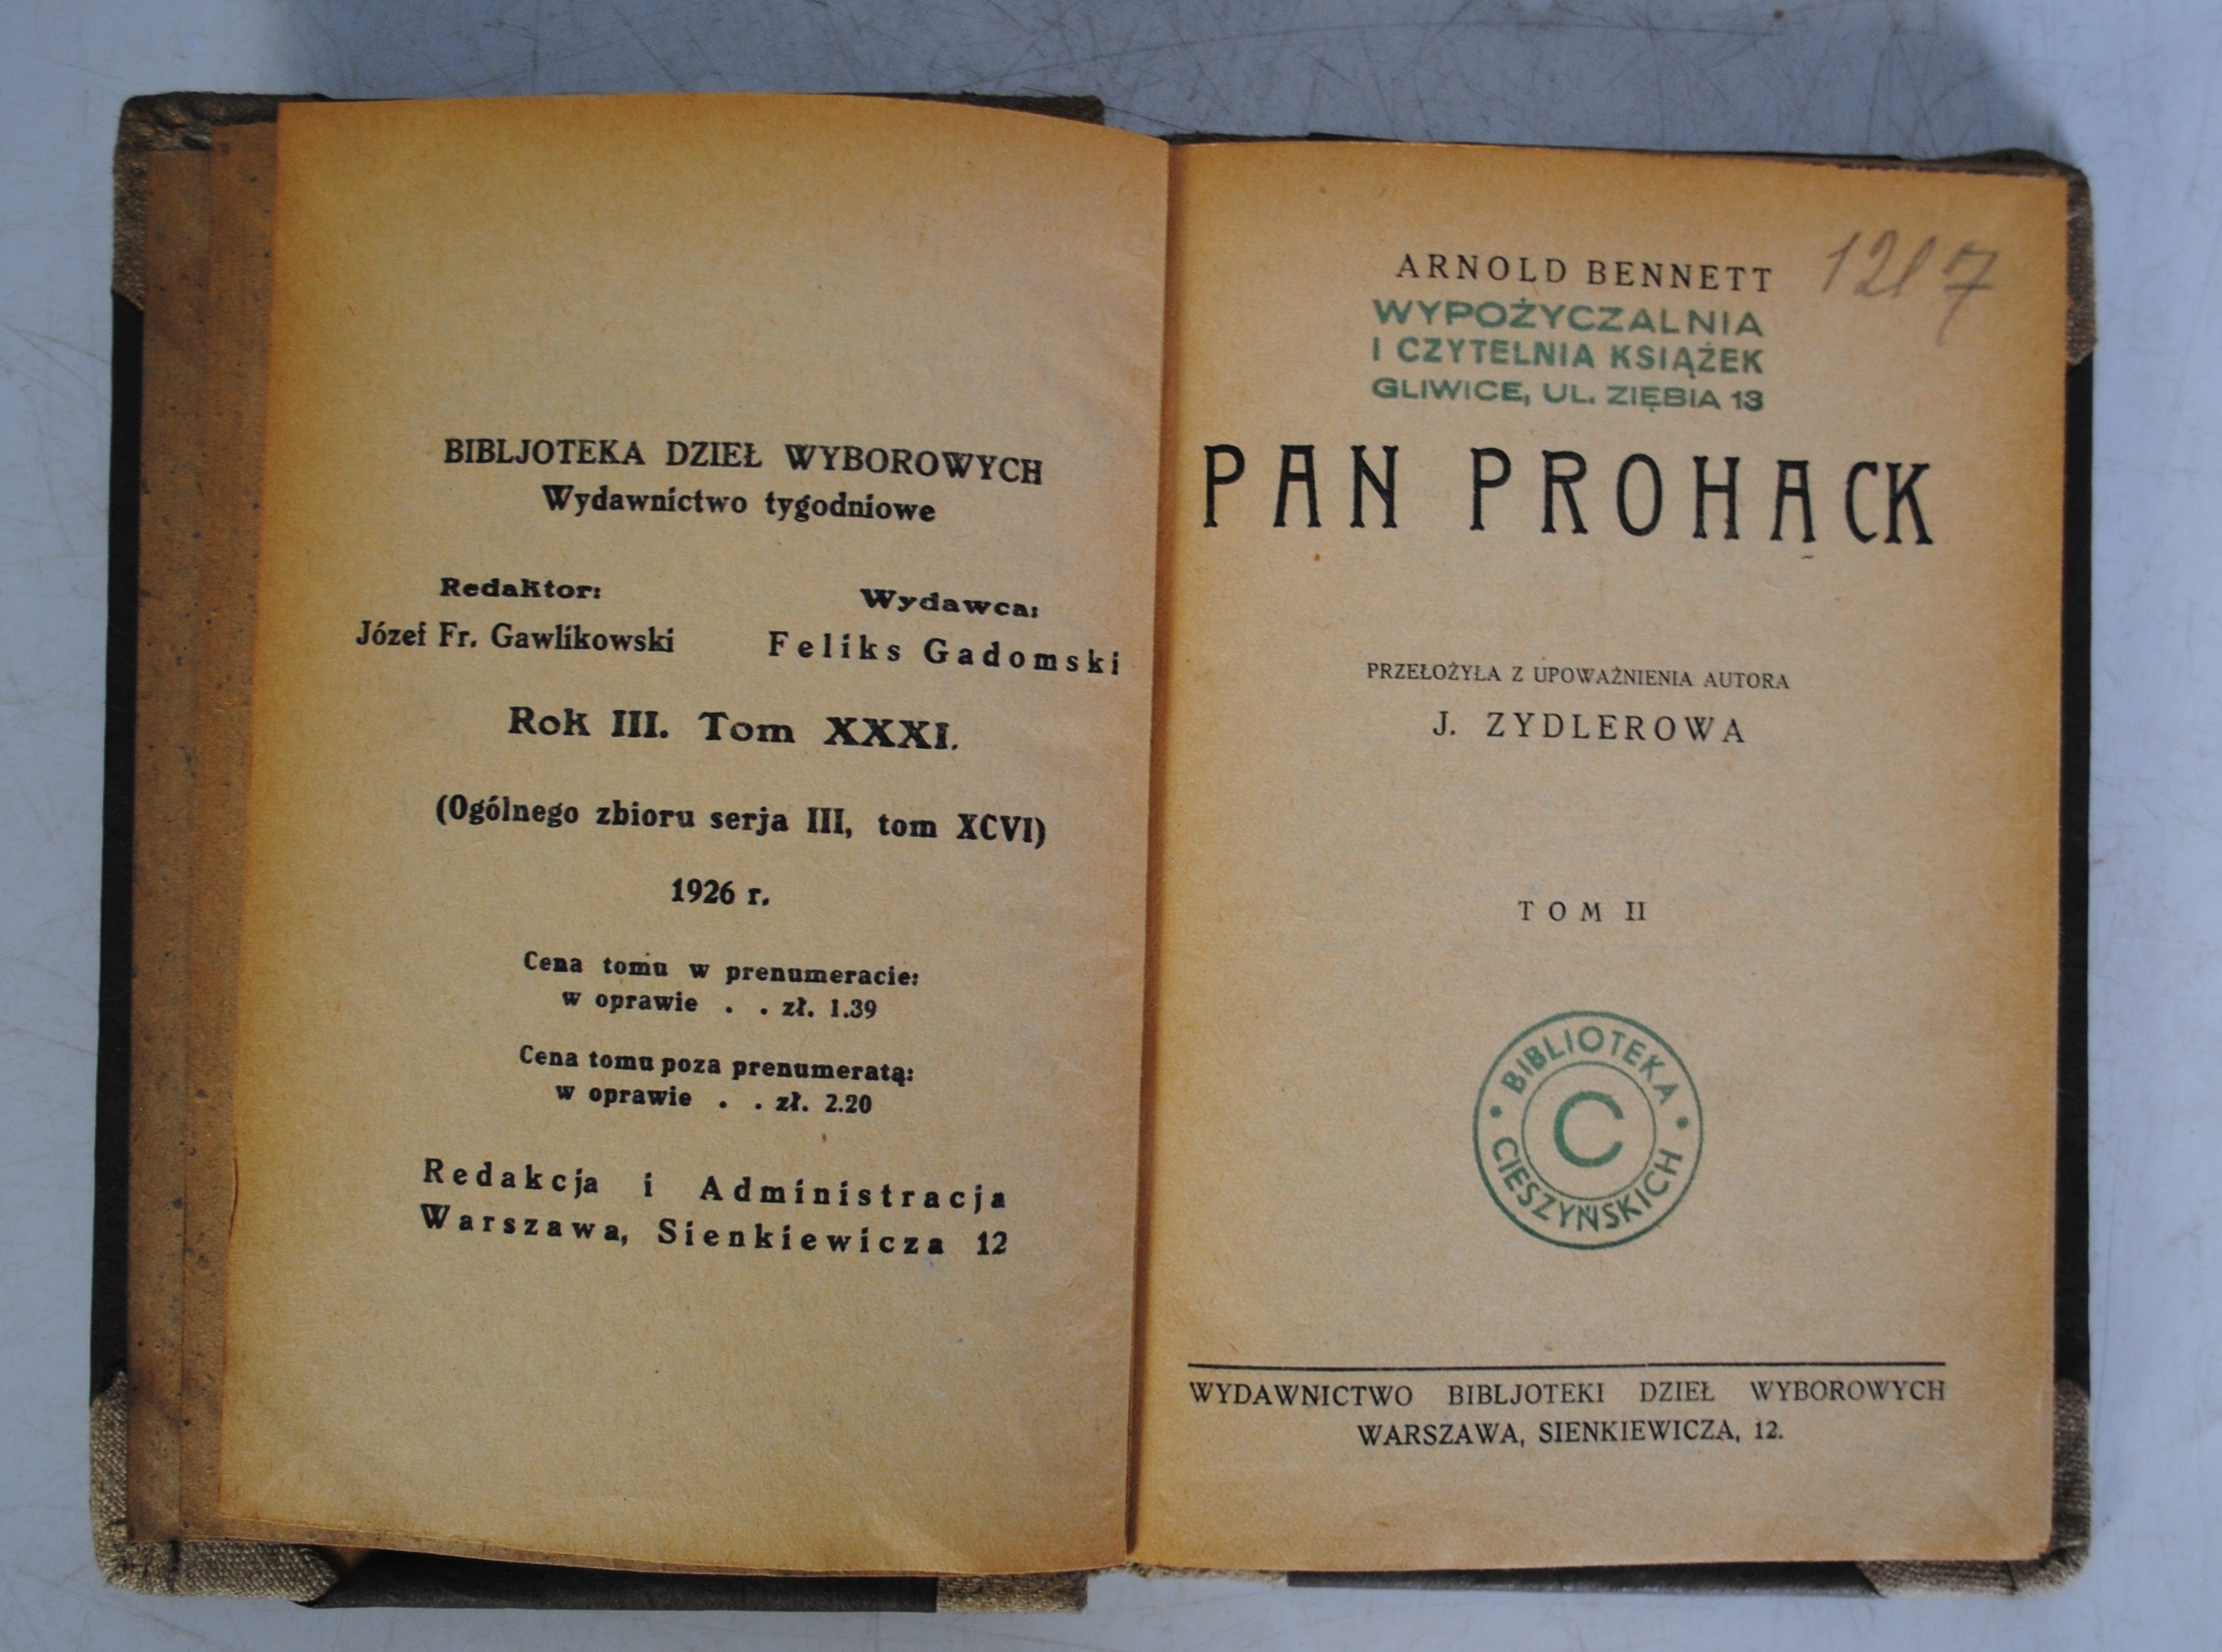 BIBLJOTEKA DZIEŁ WYBOROWYCH
Wydawnictwo tygodniowe
Redaktor:
Józef Fr. Gawlikowski
Wydawca:
Feliks Gadomski
Rok III. Tom XXXI.
(Ogólnego zbioru serja III, tom XCVI)
1926 r.
Cena tomu w prenumeracie:
w oprawie . . zł. 1.39
Cena tomu poza prenumeratą:
w oprawie . . zł. 2.20
Redakcja i Administracja
Warszawa, Sienkiewicza 12
ARNOLD BENNETT
WYPOŻYCZALNIA
I CZYTELNIA KSIĄŻEK
GLIWICE, UL. ZIĘBIA 13
PAN PROHACK
PRZEŁOŻYŁA Z UPOWAŻNIENIA AUTORA
J. ZYDLEROWA
TOM II
BIBLIOTEKA
C
CIESZYŃSKICH
WYDAWNICTWO BIBLJOTEKI DZIEŁ WYBOROWYCH
WARSZAWA, SIENKIEWICZA, 12.